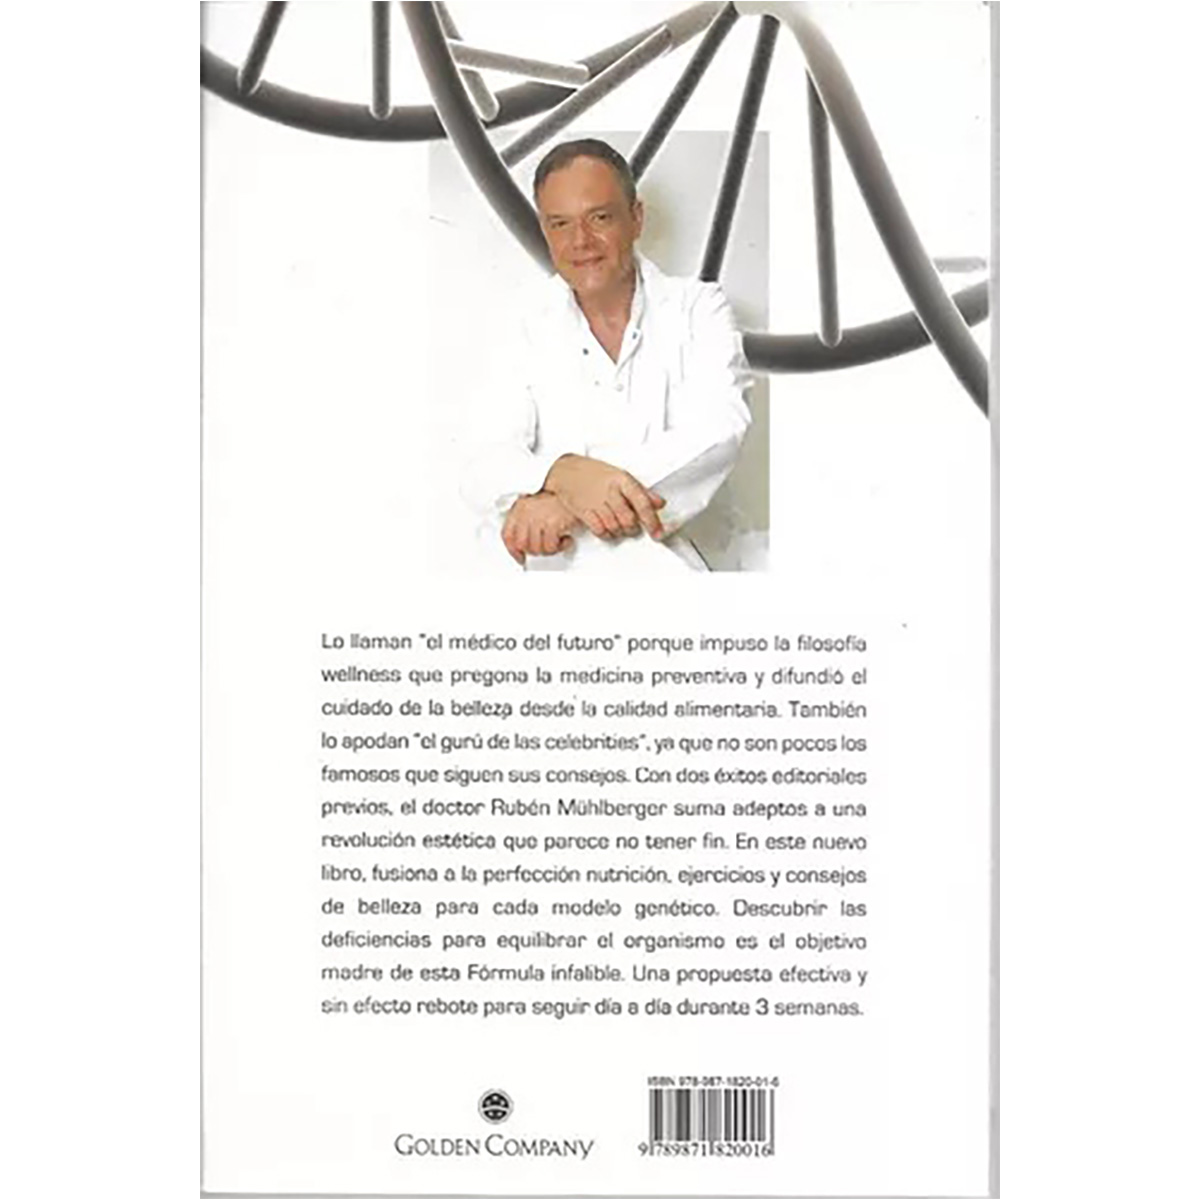 Lo llaman "el médico del futuro" porque impuso la filosofía
wellness que pregona la medicina preventiva y difundió el
cuidado de la belleza desde la calidad alimentaria. También
lo apodan "el gurú de las celebrities", ya que no son pocos los
famosos que siguen sus consejos. Con dos éxitos editoriales
previos, el doctor Rubén Mühlberger suma adeptos a una
revolución estética que parece no tener fin. En este nuevo
libro, fusiona a la perfección nutrición, ejercicios y consejos
de belleza para cada modelo genético. Descubrir las
deficiencias para equilibrar el organismo es el objetivo
madre de esta Fórmula infalible. Una propuesta efectiva y
sin efecto rebote para seguir día a día durante 3 semanas.
ISBN 978-987-1820-01-6
GOLDEN COMPANY
9 789871 820016